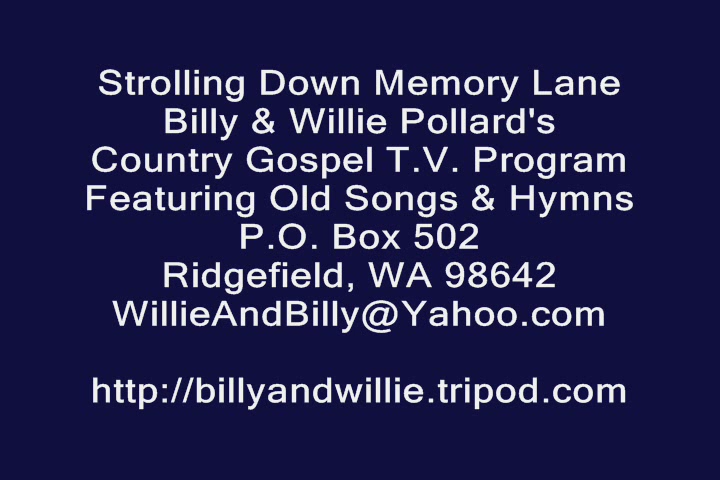 Strolling Down Memory Lane
Billy & Willie Pollard's
Country Gospel T.V. Program
Featuring Old Songs & Hymns
P.O. Box 502
Ridgefield, WA 98642
WillieAndBilly@Yahoo.com
http://billyandwillie.tripod.com